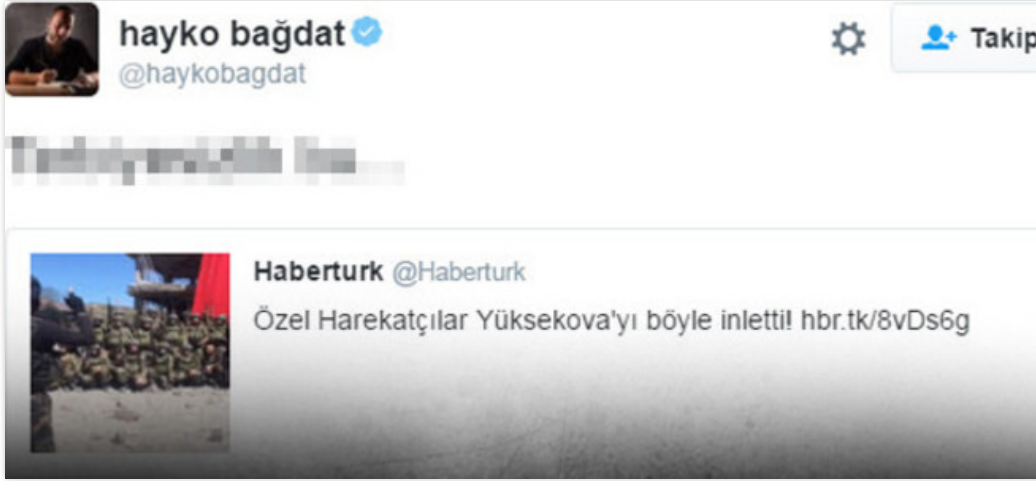 hayko bağdat
@haykobagdat
Takip
Haberturk @Haberturk
Özel Harekatçılar Yüksekova'yı böyle inletti! hbr.tk/8vDs6g